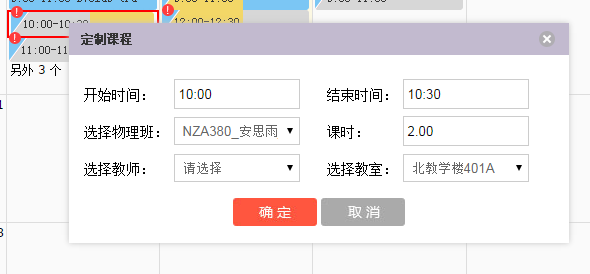 10:00-10:30
12:00-12:30
11:00-11
另外 3 个
定制课程
开始时间： 10:00 结束时间： 10:30
选择物理班： NZA380_安思雨 课时： 2.00
选择教师： 请选择 选择教室： 北教学楼401A
确 定 取 消
1
3